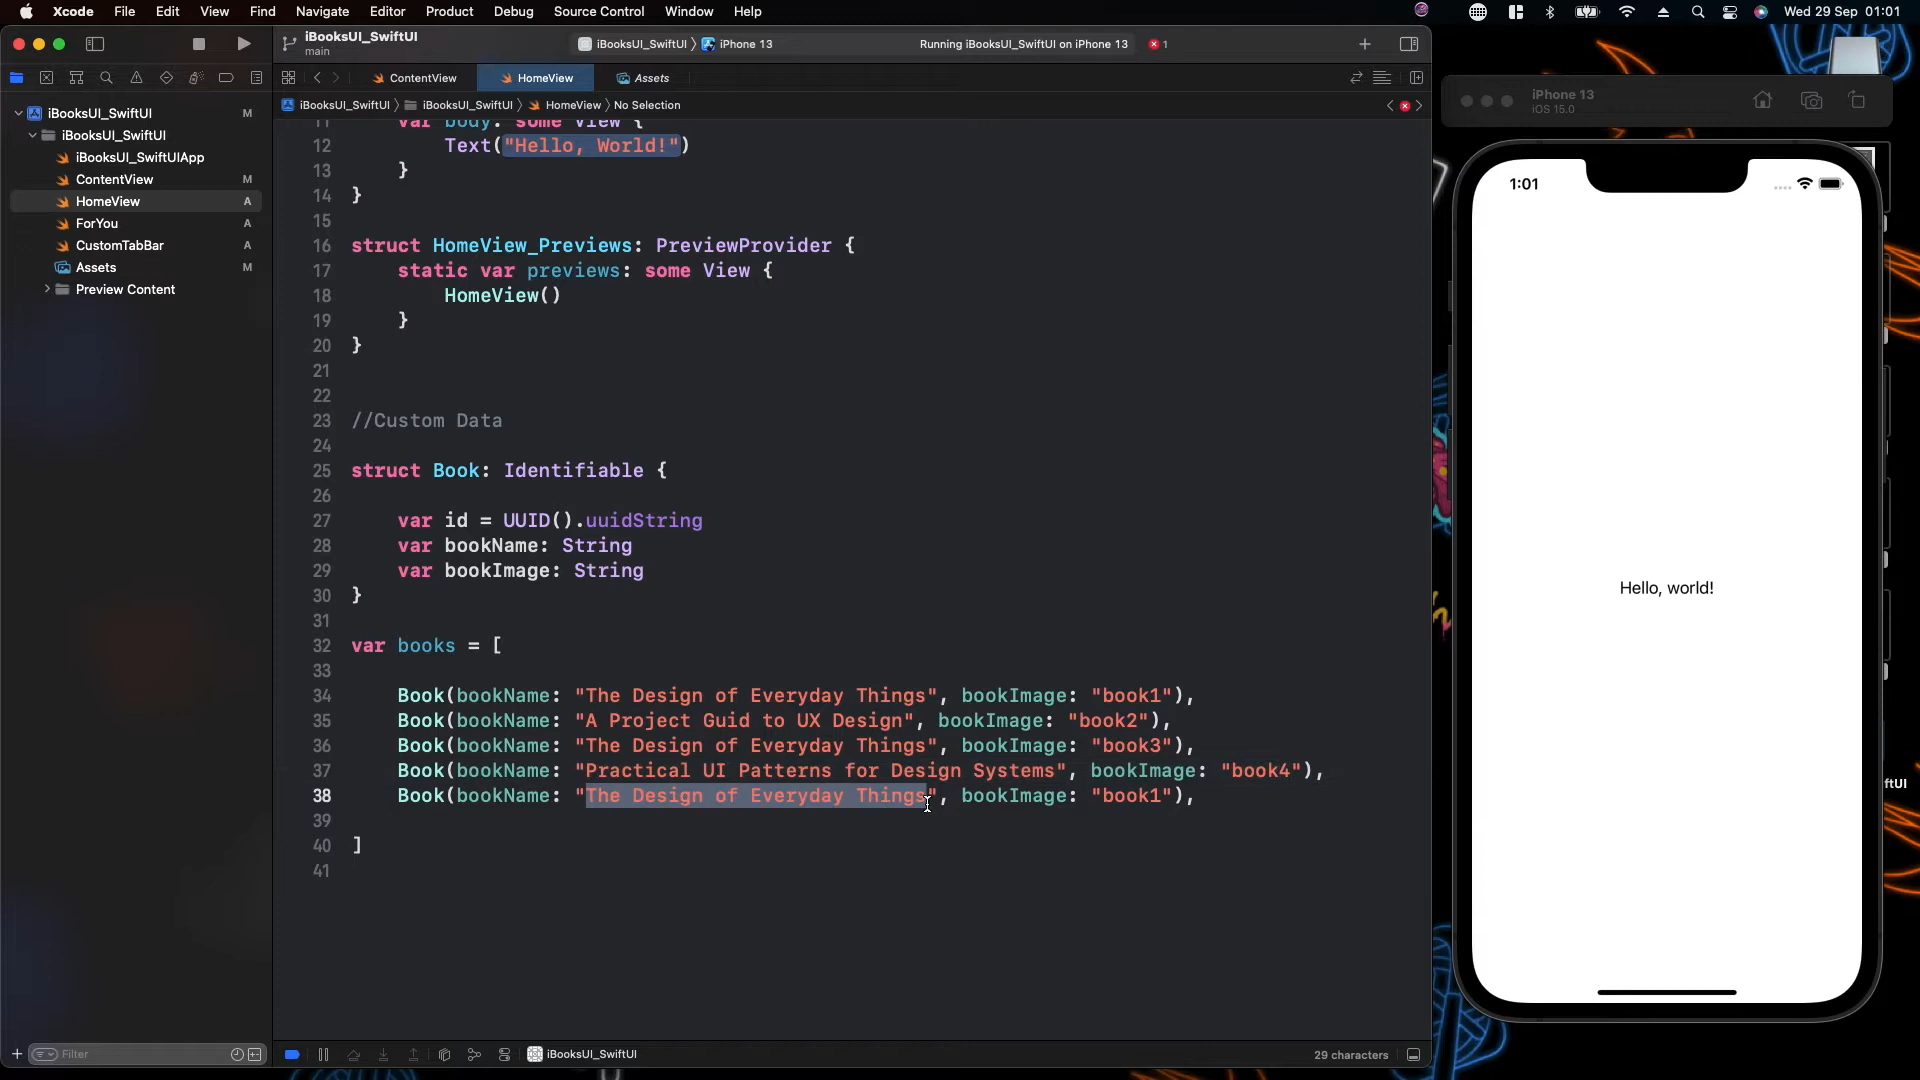 Xcode File Edit View Find Navigate Editor Product Debug Source Control Window Help Wed 29 Sep 01:01
iBooksUI_SwiftUI
main
iBooksUI_SwiftUI iPhone 13 Running iBooksUI_SwiftUI on iPhone 13 1
ContentView HomeView Assets
iBooksUI_SwiftUI iBooksUI_SwiftUI HomeView No Selection
iBooksUI_SwiftUI M
iBooksUI_SwiftUI
iBooksUI_SwiftUIApp
ContentView M
HomeView A
ForYou A
CustomTabBar A
Assets M
Preview Content
Filter
11 var body: some View {
12 Text("Hello, World!")
13 }
14 }
15
16 struct HomeView_Previews: PreviewProvider {
17 static var previews: some View {
18 HomeView()
19 }
20 }
21
22
23 //Custom Data
24
25 struct Book: Identifiable {
26
27 var id = UUID().uuidString
28 var bookName: String
29 var bookImage: String
30 }
31
32 var books = [
33
34 Book(bookName: "The Design of Everyday Things", bookImage: "book1"),
35 Book(bookName: "A Project Guid to UX Design", bookImage: "book2"),
36 Book(bookName: "The Design of Everyday Things", bookImage: "book3"),
37 Book(bookName: "Practical UI Patterns for Design Systems", bookImage: "book4"),
38 Book(bookName: "The Design of Everyday Things", bookImage: "book1"),
39
40 ]
41
iBooksUI_SwiftUI 29 characters
iPhone 13
iOS 15.0
1:01
Hello, world!
ftUI